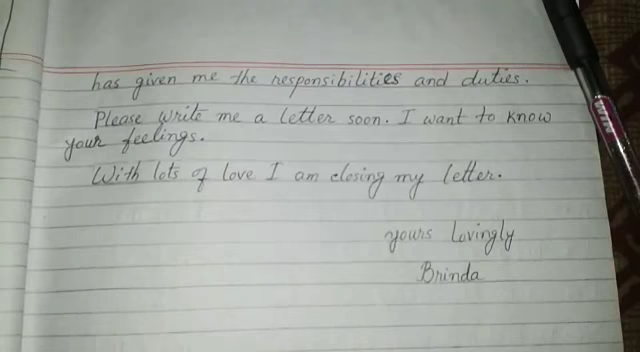 has given me the responsibilities and duties.
Please write me a letter soon. I want to know
your feelings.
With lots of love I am closing my letter.
yours lovingly
Brinda
WIN